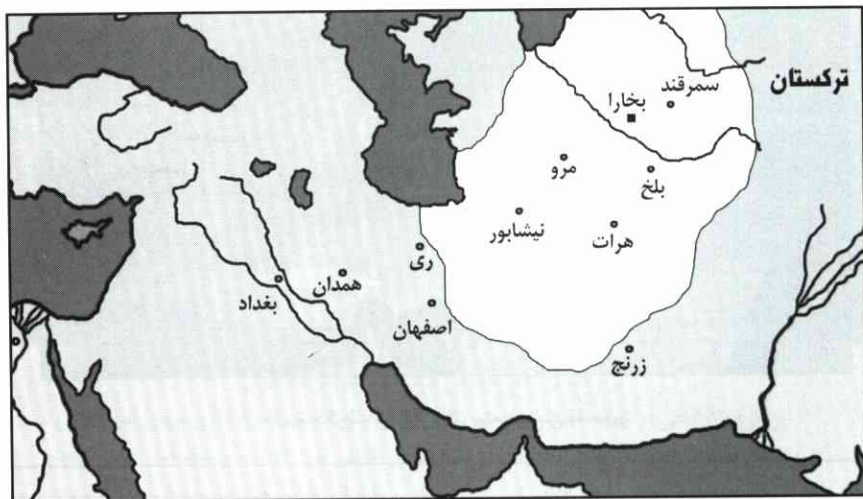 ترکستان
سمرقند
بخارا
مرو
بلخ
نیشابور
هرات
ری
همدان
بغداد
اصفهان
زرنج